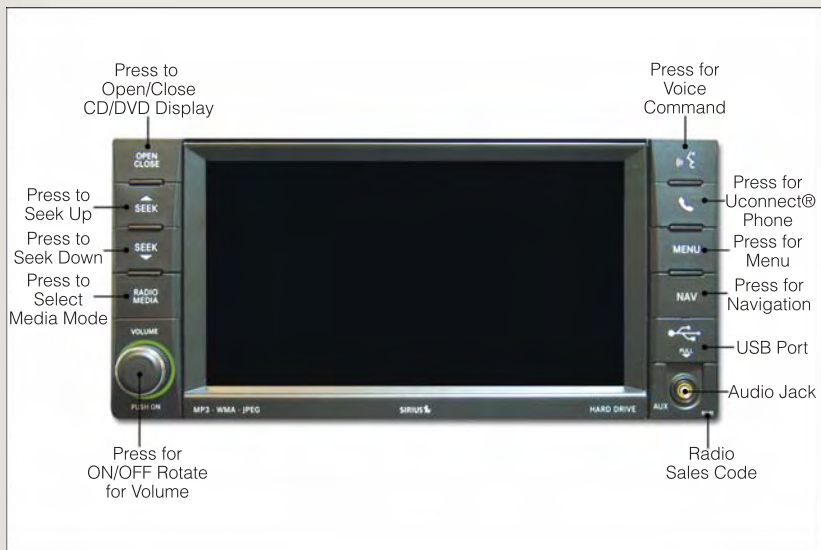 Press to
Open/Close
CD/DVD Display
Press for
Voice
Command
OPEN
CLOSE
Press to
Seek Up
SEEK
Press for
Uconnect®
Phone
Press to
Seek Down
SEEK
MENU
Press for
Menu
Press to
Select
Media Mode
RADIO
MEDIA
NAV
Press for
Navigation
VOLUME
PULL
USB Port
PUSH ON
MP3 - WMA - JPEG
SIRIUS
HARD DRIVE
AUX
Audio Jack
Press for
ON/OFF Rotate
for Volume
Radio
Sales Code